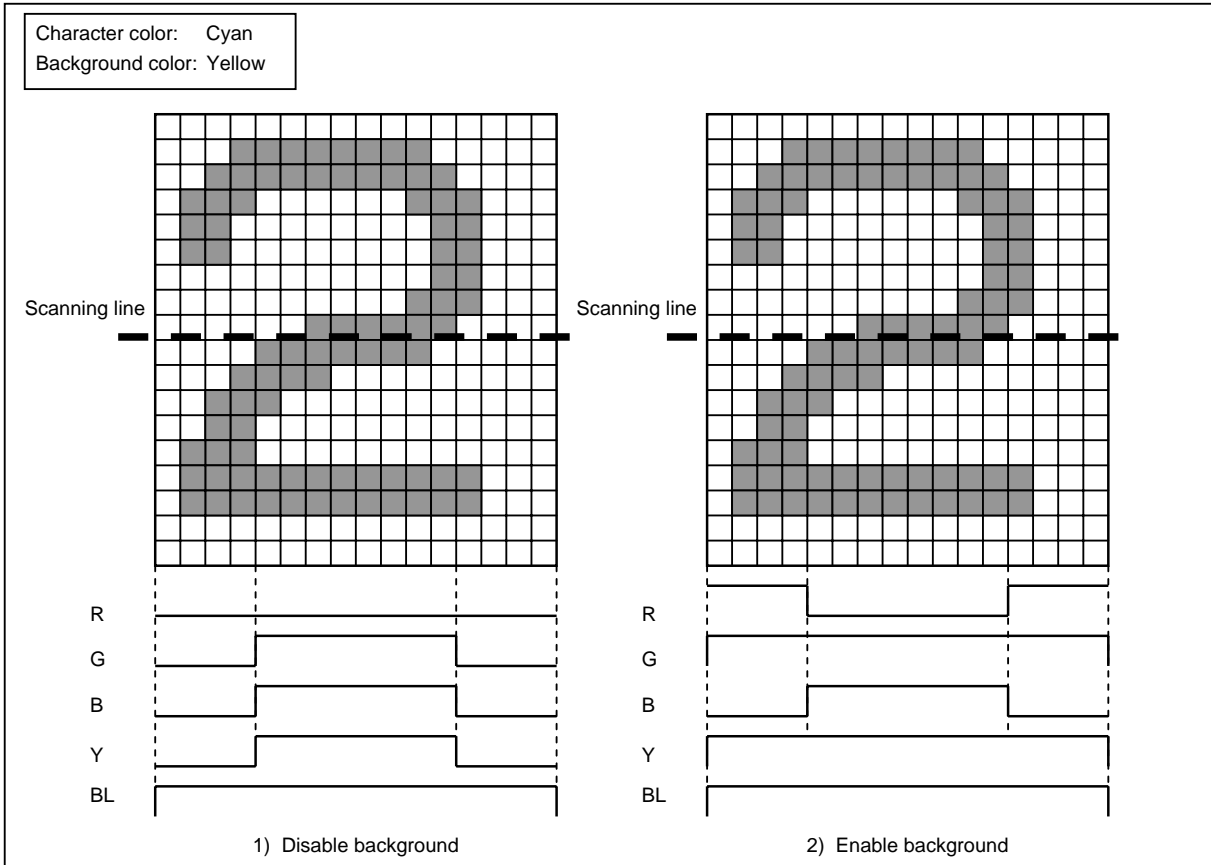 Character color: Cyan
Background color: Yellow
Scanning line
Scanning line
R
G
B
Y
BL
R
G
B
Y
BL
1) Disable background
2) Enable background